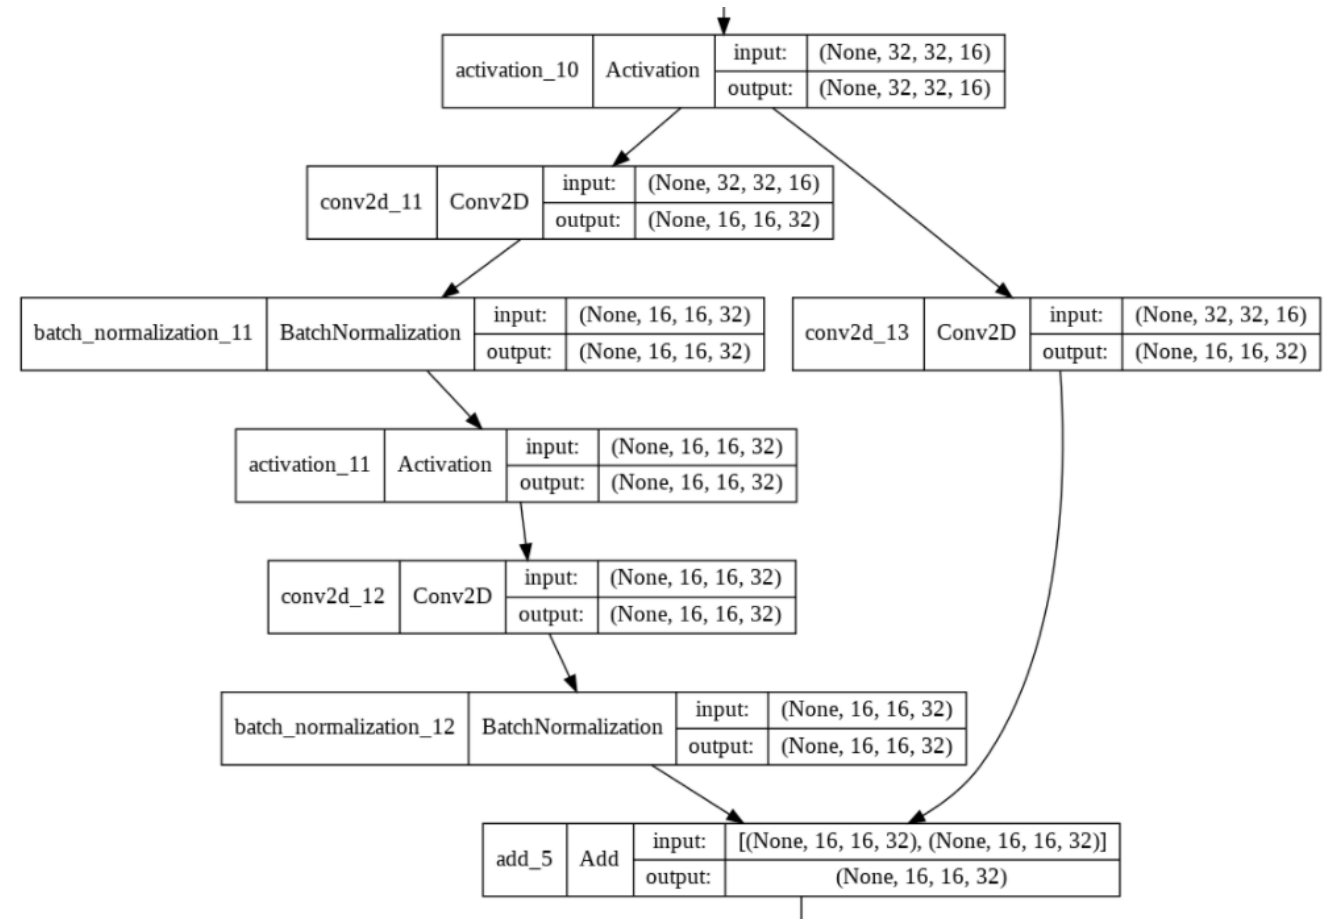 activation_10 Activation input: (None, 32, 32, 16)
output: (None, 32, 32, 16)
conv2d_11 Conv2D input: (None, 32, 32, 16)
output: (None, 16, 16, 32)
batch_normalization_11 BatchNormalization input: (None, 16, 16, 32)
output: (None, 16, 16, 32)
conv2d_13 Conv2D input: (None, 32, 32, 16)
output: (None, 16, 16, 32)
activation_11 Activation input: (None, 16, 16, 32)
output: (None, 16, 16, 32)
conv2d_12 Conv2D input: (None, 16, 16, 32)
output: (None, 16, 16, 32)
batch_normalization_12 BatchNormalization input: (None, 16, 16, 32)
output: (None, 16, 16, 32)
add_5 Add input: [(None, 16, 16, 32), (None, 16, 16, 32)]
output: (None, 16, 16, 32)